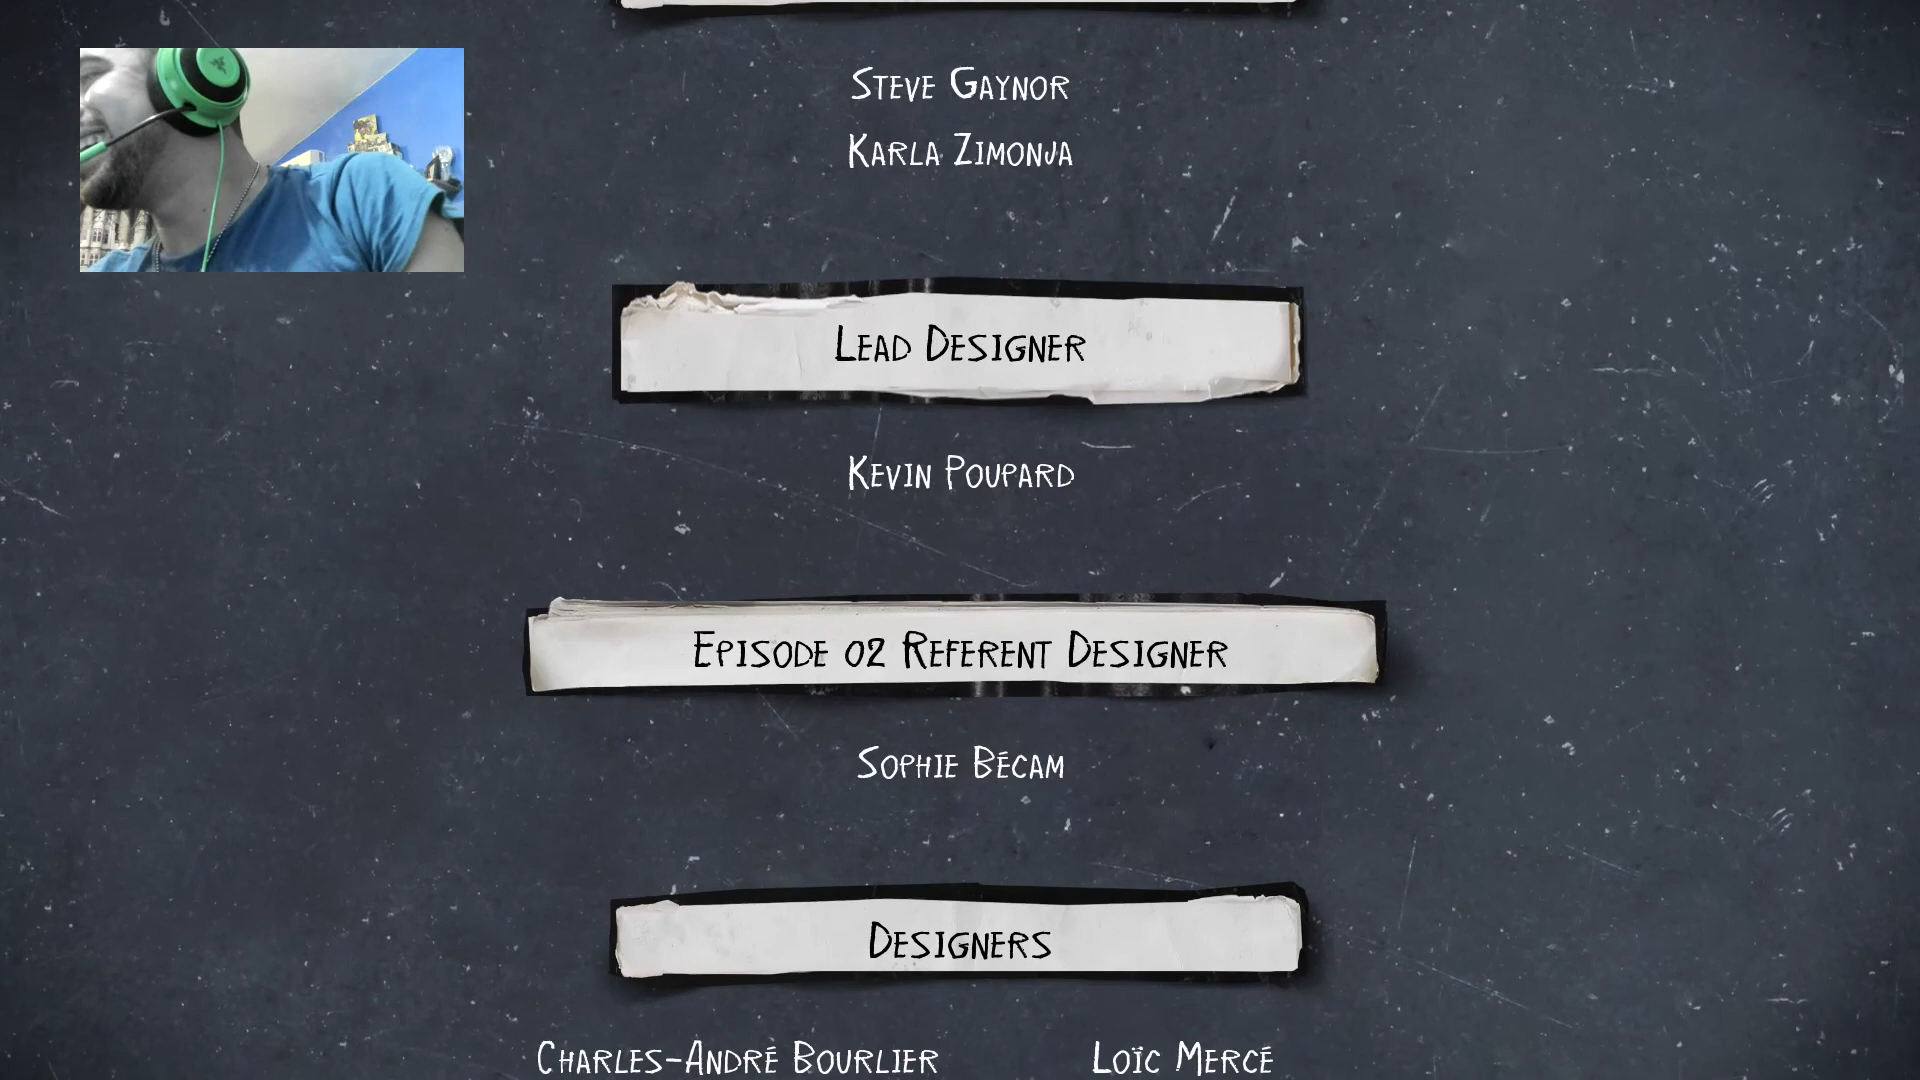 Steve Gaynor
Karla Zimonja
Lead Designer
Kevin Poupard
Episode 02 Referent Designer
Sophie Bécam
Designers
Charles-André Bourlier Loïc Mercé